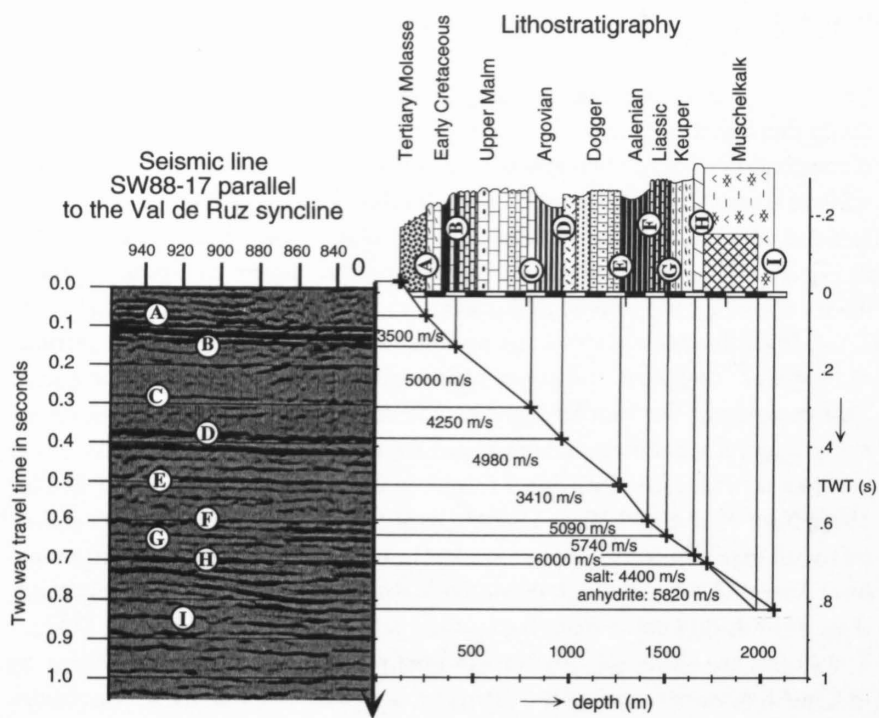 Lithostratigraphy
Tertiary Molasse
Early Cretaceous
Upper Malm
Argovian
Dogger
Aalenian
Liassic
Keuper
Muschelkalk
Seismic line
SW88-17 parallel
to the Val de Ruz syncline
940 920 900 880 840 0
A B C D E F G H I
-.2
0
.2
.4
TWT (s)
.6
.8
1
0.0
0.1
0.2
0.3
0.4
0.5
0.6
0.7
0.8
0.9
1.0
Two way travel time in seconds
A
B
C
D
E
F
G
H
I
3500 m/s
5000 m/s
4250 m/s
4980 m/s
3410 m/s
5090 m/s
5740 m/s
6000 m/s
salt: 4400 m/s
anhydrite: 5820 m/s
500 1000 1500 2000
depth (m)